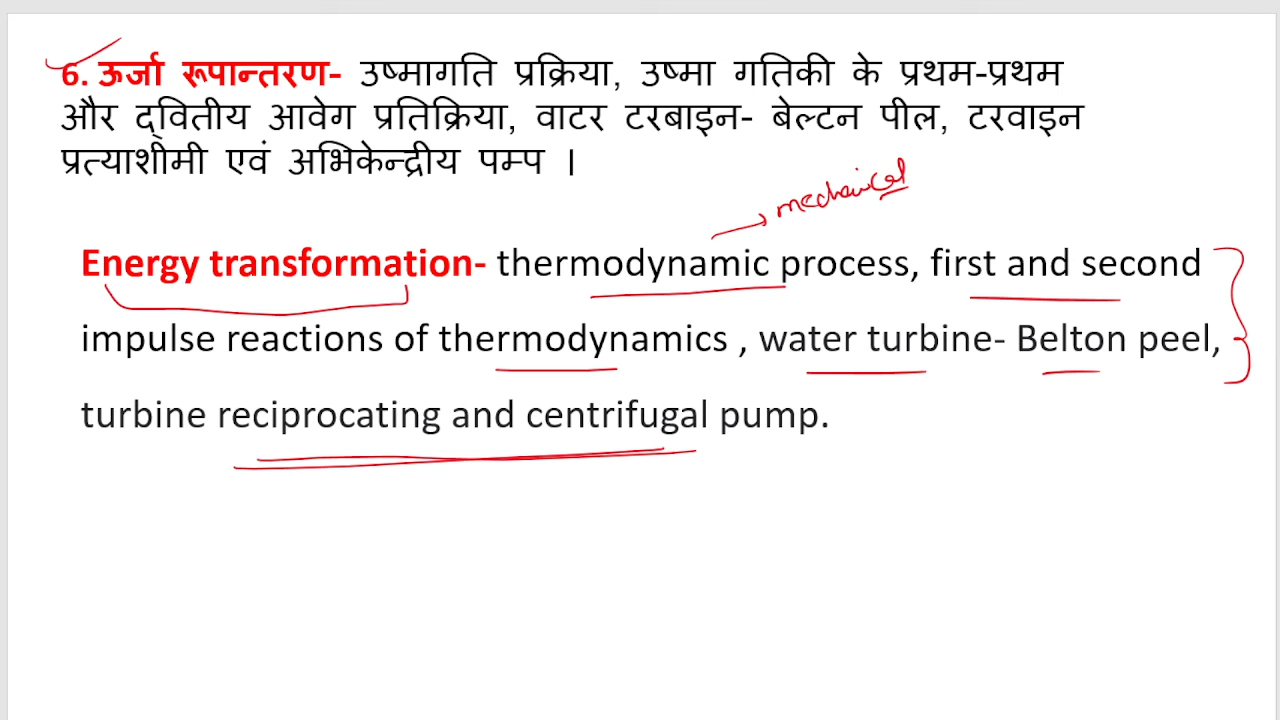 6. ऊर्जा रूपान्तरण- उष्मागति प्रक्रिया, उष्मा गतिकी के प्रथम-प्रथम
और द्वितीय आवेग प्रतिक्रिया, वाटर टरबाइन- बेल्टन पील, टरवाइन
प्रत्याशीमी एवं अभिकेन्द्रीय पम्प ।
mechanical
Energy transformation- thermodynamic process, first and second
impulse reactions of thermodynamics , water turbine- Belton peel,
turbine reciprocating and centrifugal pump.